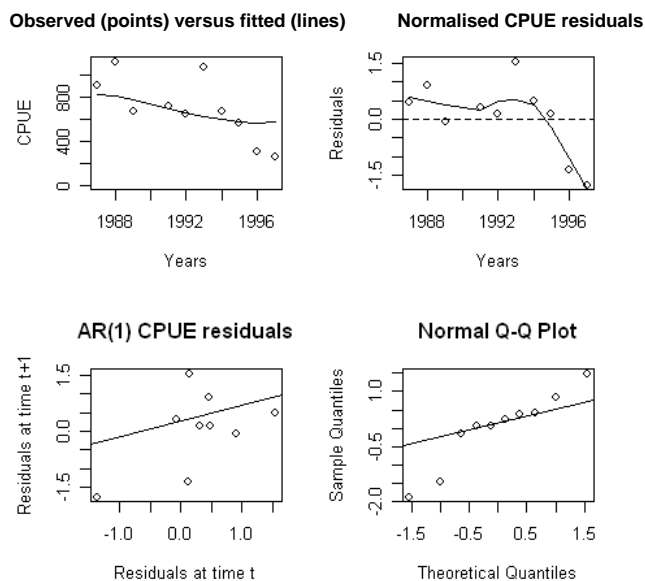 Observed (points) versus fitted (lines)
CPUE
0 400 800
1988 1992 1996
Years
Normalised CPUE residuals
Residuals
-1.5 0.0 1.5
1988 1992 1996
Years
AR(1) CPUE residuals
Residuals at time t+1
-1.5 0.0 1.5
-1.0 0.0 1.0
Residuals at time t
Normal Q-Q Plot
Sample Quantiles
-2.0 -0.5 1.0
-1.5 -0.5 0.5 1.5
Theoretical Quantiles